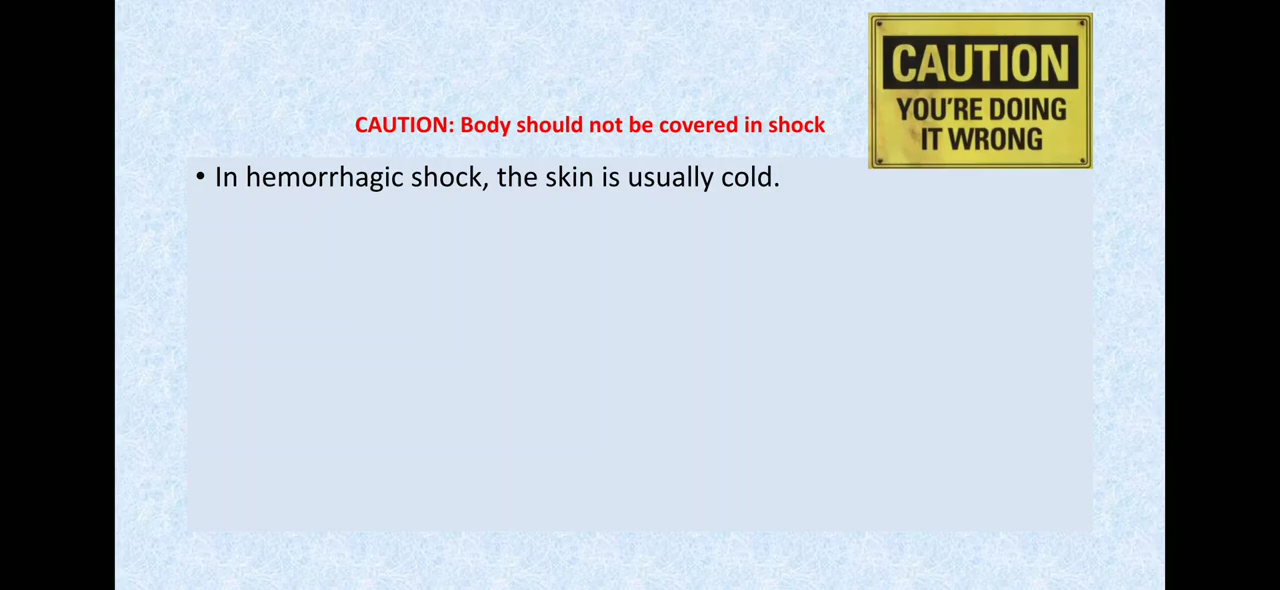 CAUTION
YOU'RE DOING
IT WRONG
CAUTION: Body should not be covered in shock
• In hemorrhagic shock, the skin is usually cold.